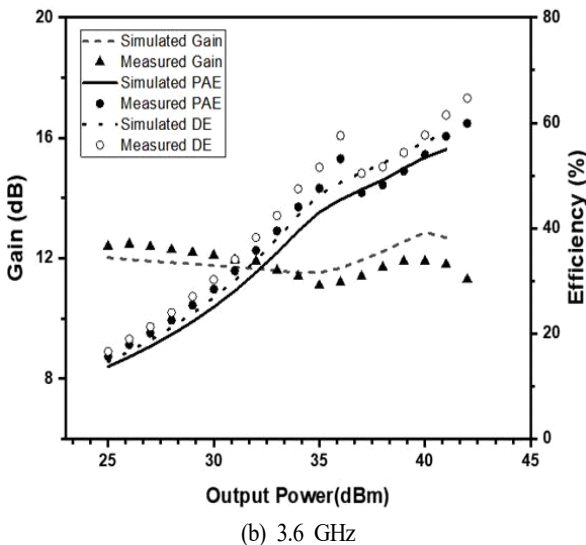 20
16
12
8
Gain (dB)
Simulated Gain
Measured Gain
Simulated PAE
Measured PAE
Simulated DE
Measured DE
80
60
40
20
0
Efficiency (%)
25 30 35 40 45
Output Power(dBm)
(b) 3.6 GHz